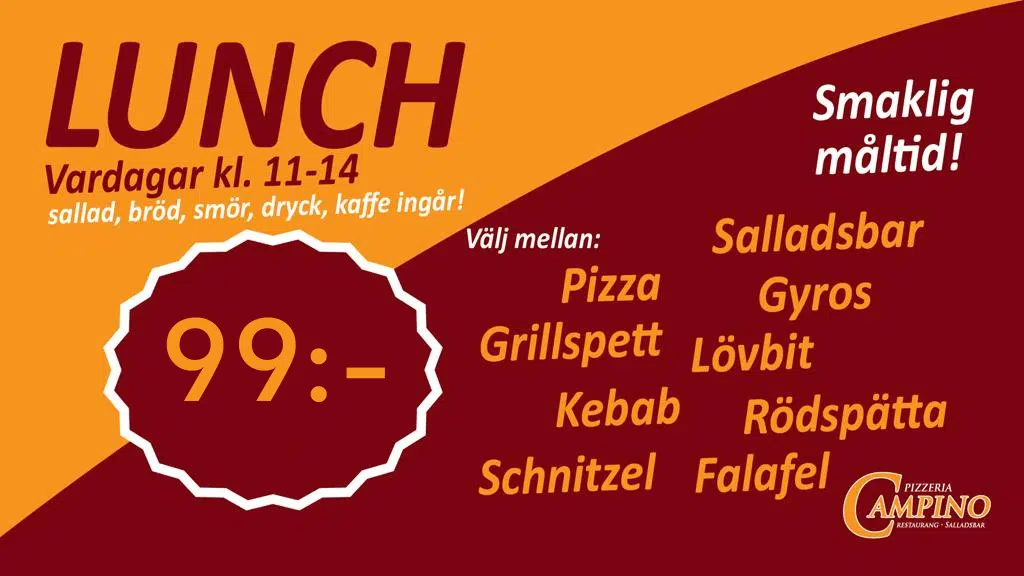 LUNCH
Vardagar kl. 11-14
sallad, bröd, smör, dryck, kaffe ingår!
99:-
Smaklig
måltid!
Välj mellan:
Salladsbar
Pizza
Gyros
Grillspett
Lövbit
Kebab
Rödspätta
Schnitzel
Falafel
PIZZERIA
CAMPINO
RESTAURANG · SALLADSBAR